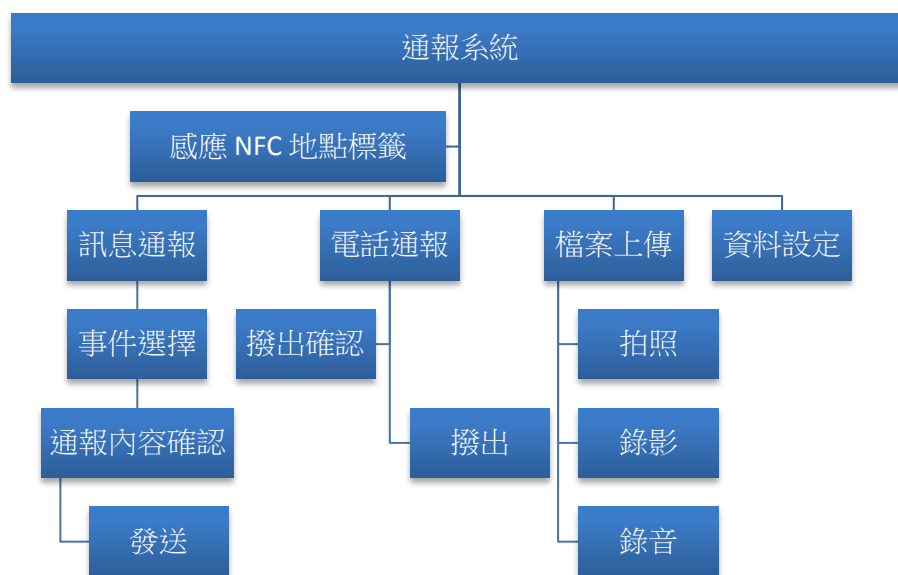 通報系統
感應 NFC 地點標籤
訊息通報
電話通報
檔案上傳
資料設定
事件選擇
撥出確認
拍照
通報內容確認
撥出
錄影
發送
錄音